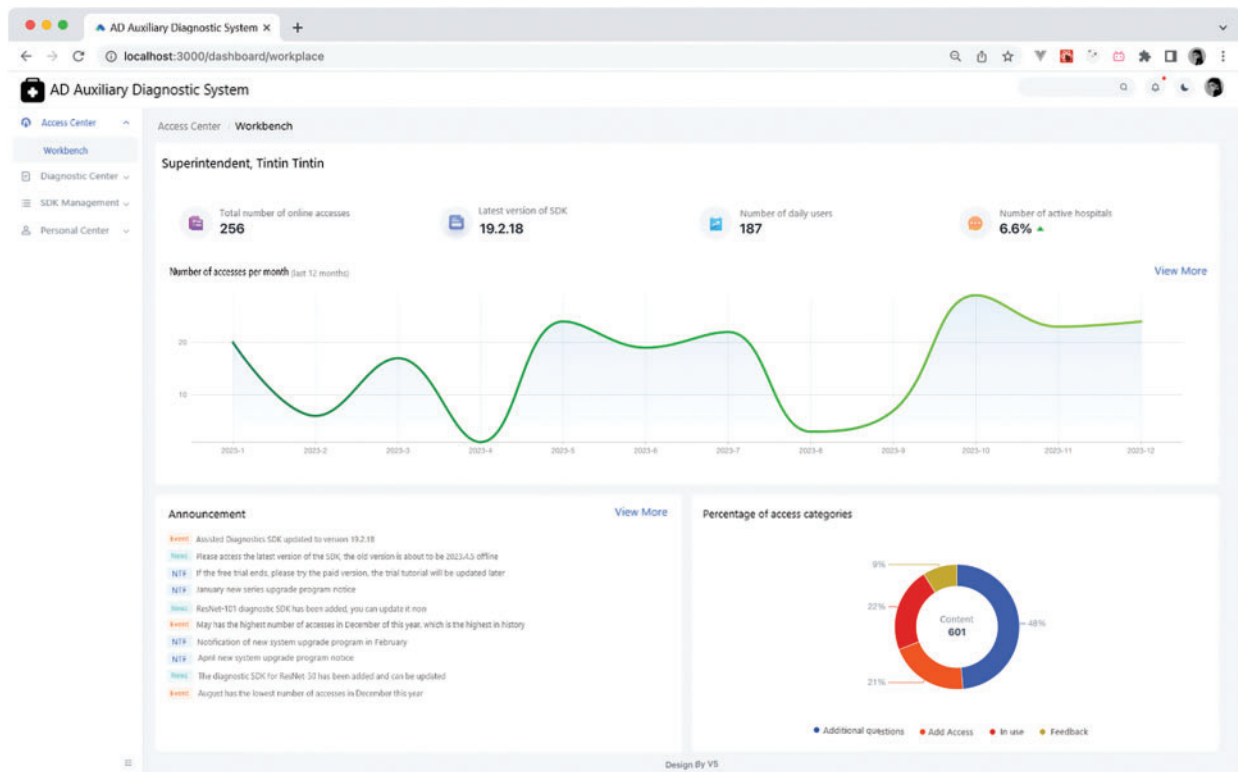 AD Auxiliary Diagnostic System ×
localhost:3000/dashboard/workplace
AD Auxiliary Diagnostic System
Access Center
Workbench
Diagnostic Center
SDK Management
Personal Center
Access Center / Workbench
Superintendent, Tintin Tintin
Total number of online accesses
256
Latest version of SDK
19.2.18
Number of daily users
187
Number of active hospitals
6.6%
Number of accesses per month (last 12 months)
View More
20
10
2023-1 2023-2 2023-3 2023-4 2023-5 2023-6 2023-7 2023-8 2023-9 2023-10 2023-11 2023-12
Announcement
View More
Event Assisted Diagnostics SDK updated to version 19.2.18
News Please access the latest version of the SDK, the old version is about to be 2023.4.5 offline
NTF If the free trial ends, please try the paid version, the trial tutorial will be updated later
NTF January new series upgrade program notice
News ResNet-101 diagnostic SDK has been added, you can update it now
Event May has the highest number of accesses in December of this year, which is the highest in history
NTF Notification of new system upgrade program in February
NTF April new system upgrade program notice
News The diagnostic SDK for ResNet 50 has been added and can be updated
Event August has the lowest number of accesses in December this year
Percentage of access categories
9%
22%
Content
601
48%
21%
Additional questions Add Access In use Feedback
Design By VS